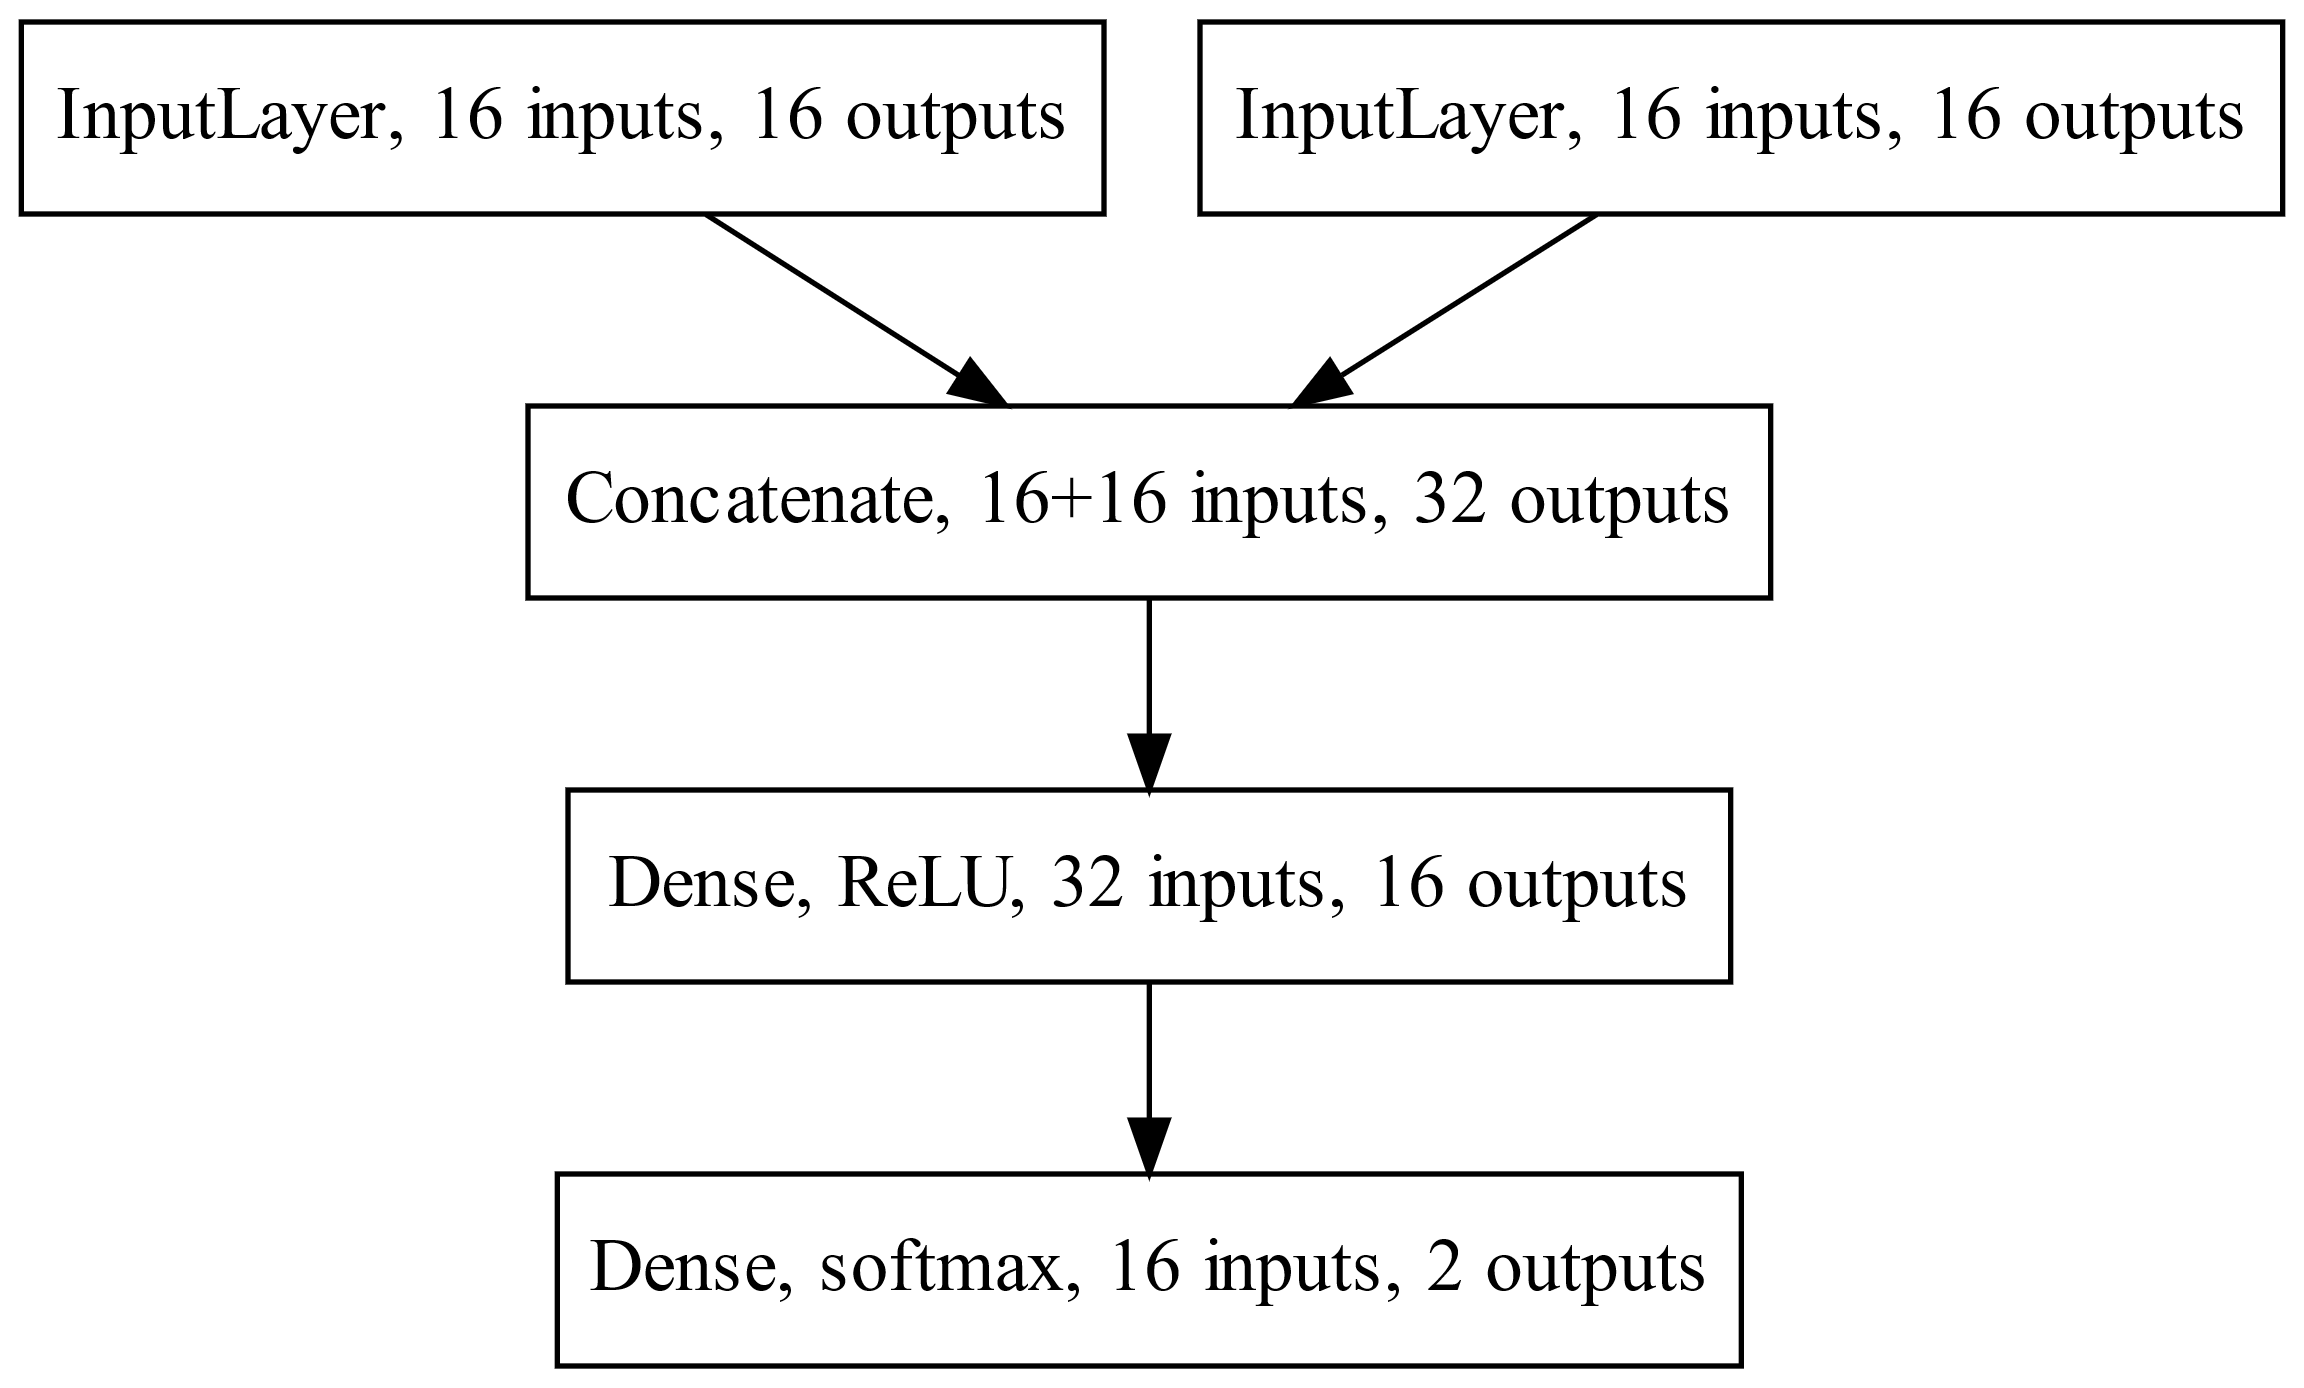 InputLayer, 16 inputs, 16 outputs
InputLayer, 16 inputs, 16 outputs
Concatenate, 16+16 inputs, 32 outputs
Dense, ReLU, 32 inputs, 16 outputs
Dense, softmax, 16 inputs, 2 outputs